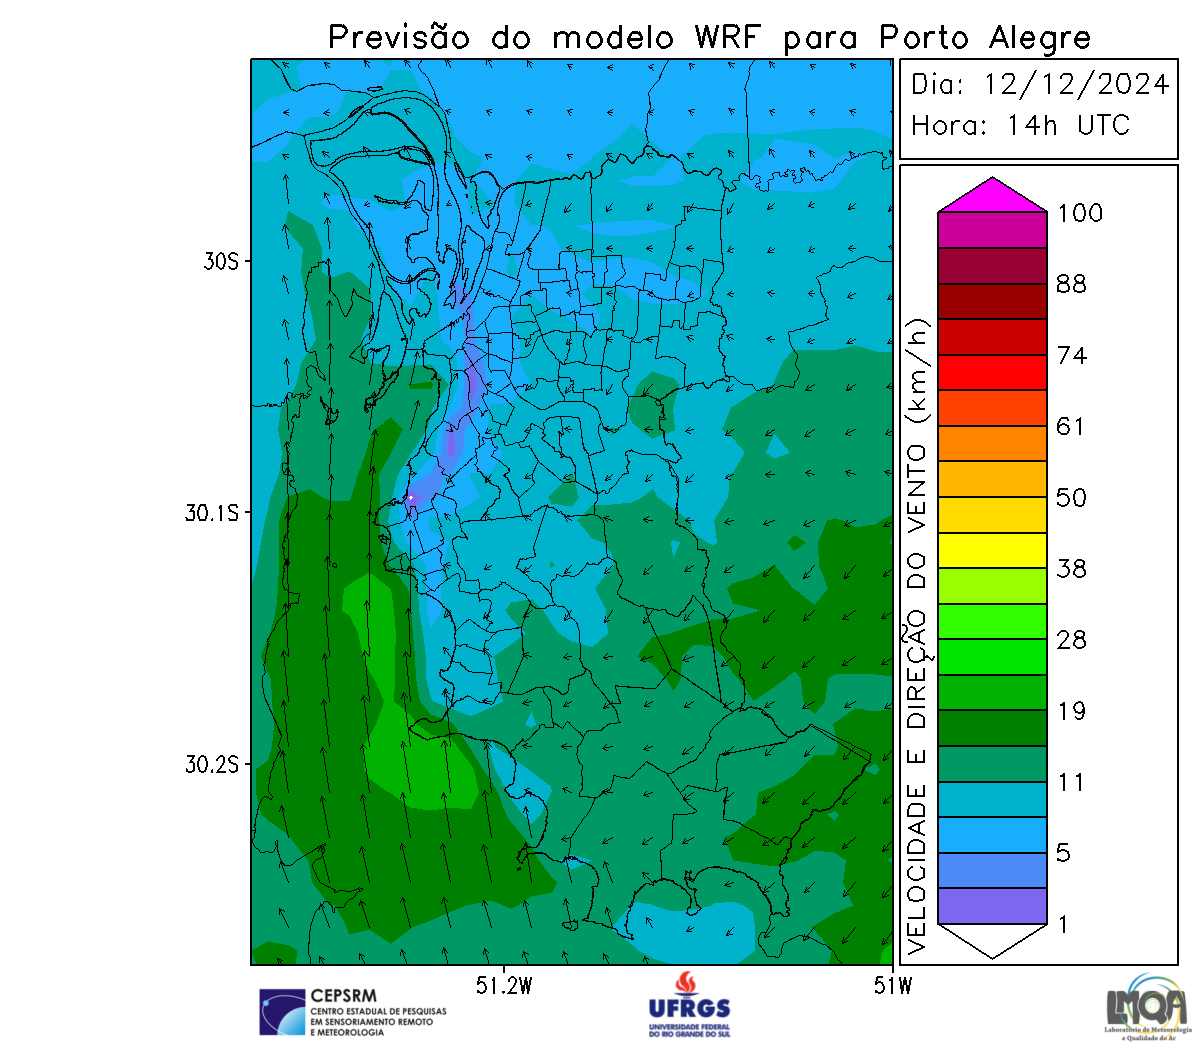 Previsão do modelo WRF para Porto Alegre
Dia: 12/12/2024
Hora: 14h UTC
100
88
74
61
50
38
28
19
11
5
1
VELOCIDADE E DIREÇÃO DO VENTO (km/h)
30S
30.1S
30.2S
51.2W
51W
CEPSRM
CENTRO ESTADUAL DE PESQUISAS
EM SENSORIAMENTO REMOTO
E METEOROLOGIA
UFRGS
UNIVERSIDADE FEDERAL
DO RIO GRANDE DO SUL
LMQA
Laboratório de Meteorologia
e Qualidade do Ar